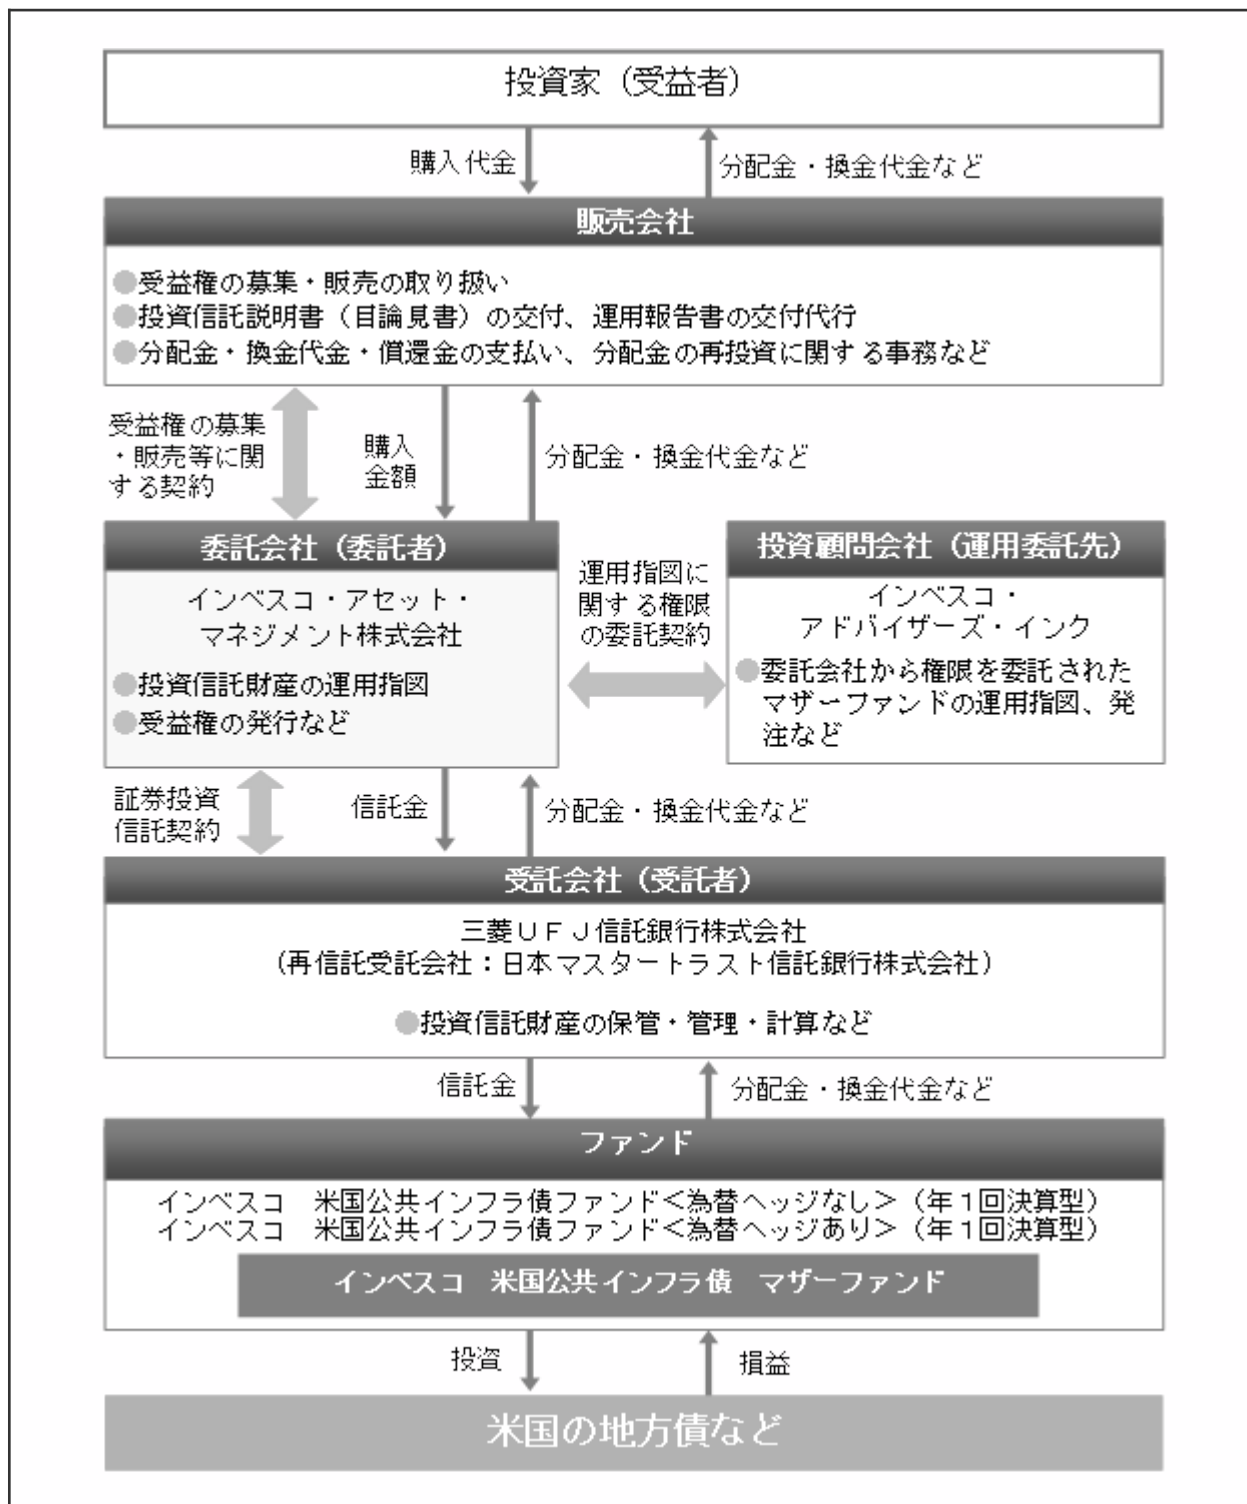 投資家（受益者）
購入代金
分配金・換金代金など
販売会社
●受益権の募集・販売の取り扱い
●投資信託説明書（目論見書）の交付、運用報告書の交付代行
●分配金・換金代金・償還金の支払い、分配金の再投資に関する事務など
受益権の募集
・販売等に関
する契約
購入
金額
分配金・換金代金など
委託会社（委託者）
インベスコ・アセット・
マネジメント株式会社
●投資信託財産の運用指図
●受益権の発行など
運用指図に
関する権限
の委託契約
投資顧問会社（運用委託先）
インベスコ・
アドバイザーズ・インク
●委託会社から権限を委託された
マザーファンドの運用指図、発
注など
証券投資
信託契約
信託金
分配金・換金代金など
受託会社（受託者）
三菱ＵＦＪ信託銀行株式会社
（再信託受託会社：日本マスタートラスト信託銀行株式会社）
●投資信託財産の保管・管理・計算など
信託金
分配金・換金代金など
ファンド
インベスコ　米国公共インフラ債ファンド＜為替ヘッジなし＞（年１回決算型）
インベスコ　米国公共インフラ債ファンド＜為替ヘッジあり＞（年１回決算型）
インベスコ　米国公共インフラ債　マザーファンド
投資
損益
米国の地方債など